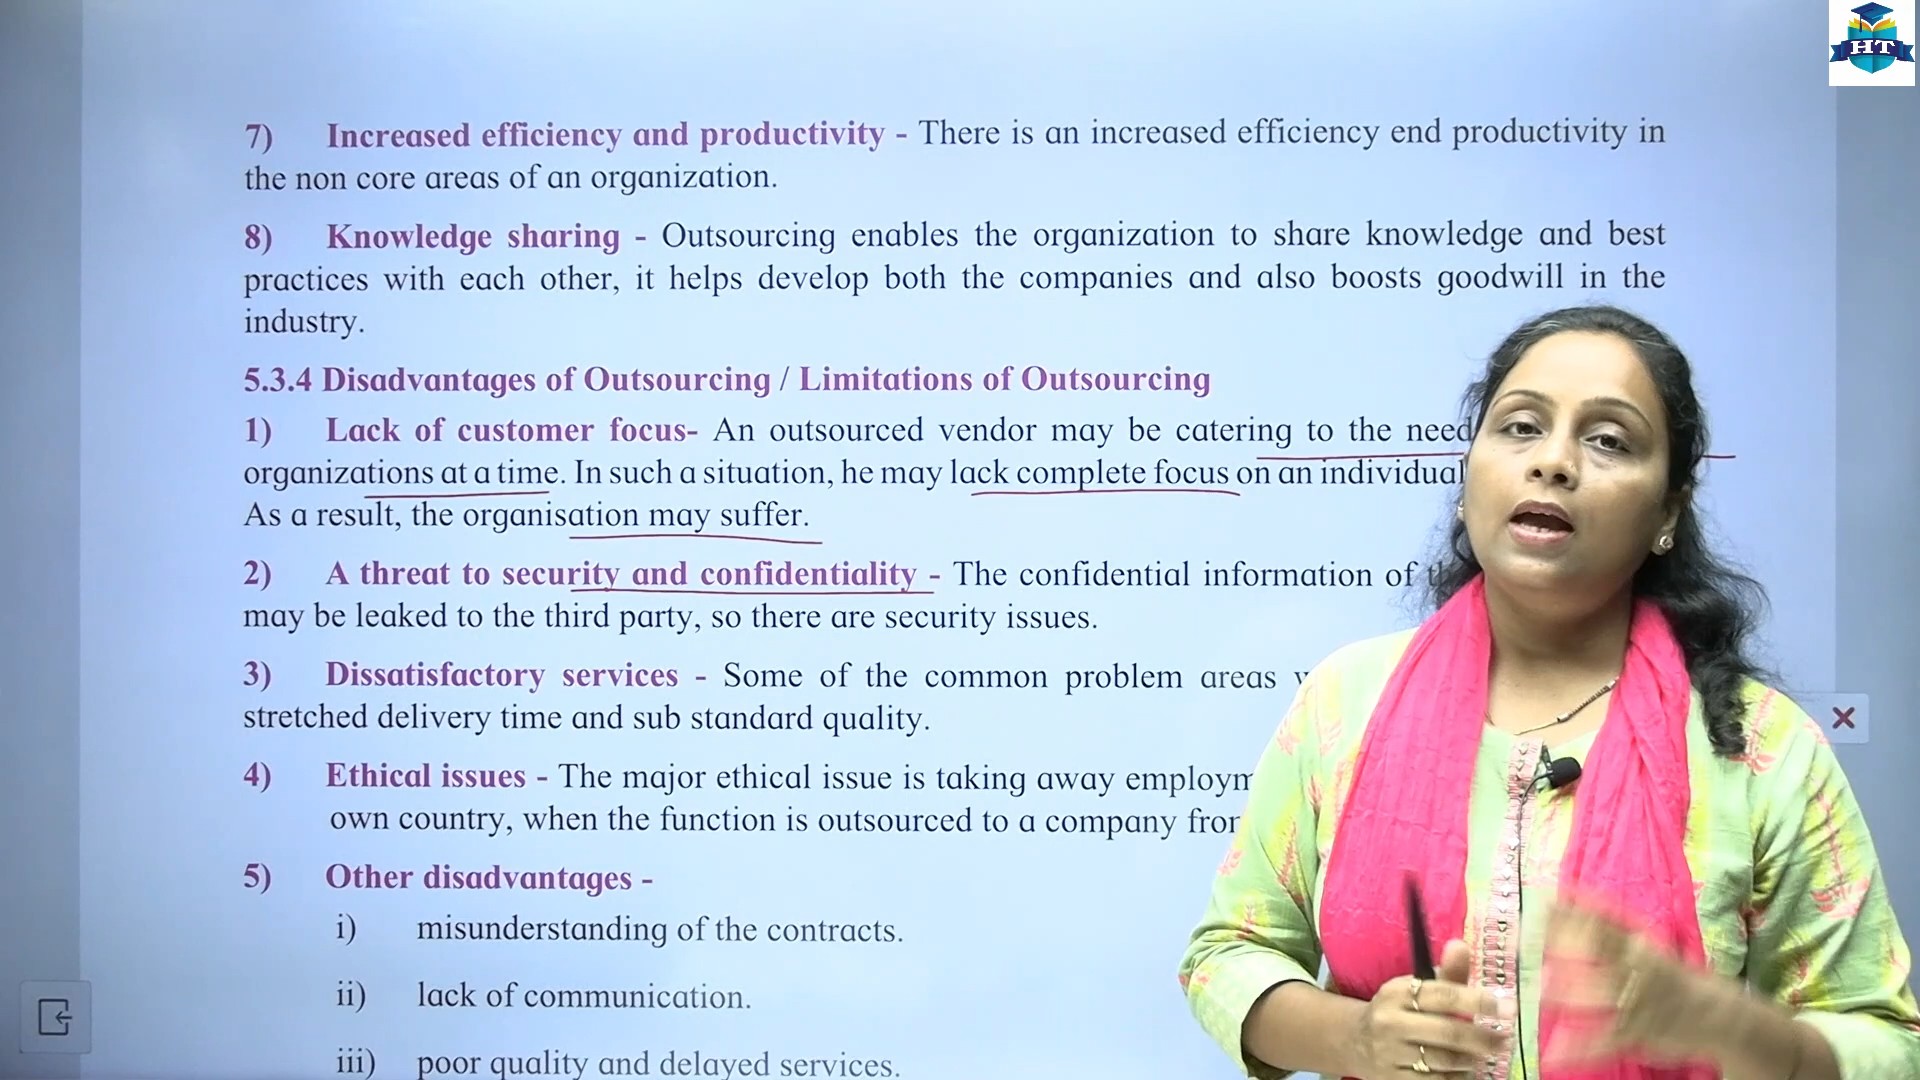 HT
7) Increased efficiency and productivity - There is an increased efficiency end productivity in
the non core areas of an organization.
8) Knowledge sharing - Outsourcing enables the organization to share knowledge and best
practices with each other, it helps develop both the companies and also boosts goodwill in the
industry.
5.3.4 Disadvantages of Outsourcing / Limitations of Outsourcing
1) Lack of customer focus- An outsourced vendor may be catering to the need
organizations at a time. In such a situation, he may lack complete focus on an individual
As a result, the organisation may suffer.
2) A threat to security and confidentiality - The confidential information of
may be leaked to the third party, so there are security issues.
3) Dissatisfactory services - Some of the common problem areas
stretched delivery time and sub standard quality.
4) Ethical issues - The major ethical issue is taking away
own country, when the function is outsourced to a company
5) Other disadvantages -
i) misunderstanding of the contracts.
ii) lack of communication.
iii) poor quality and delayed services.